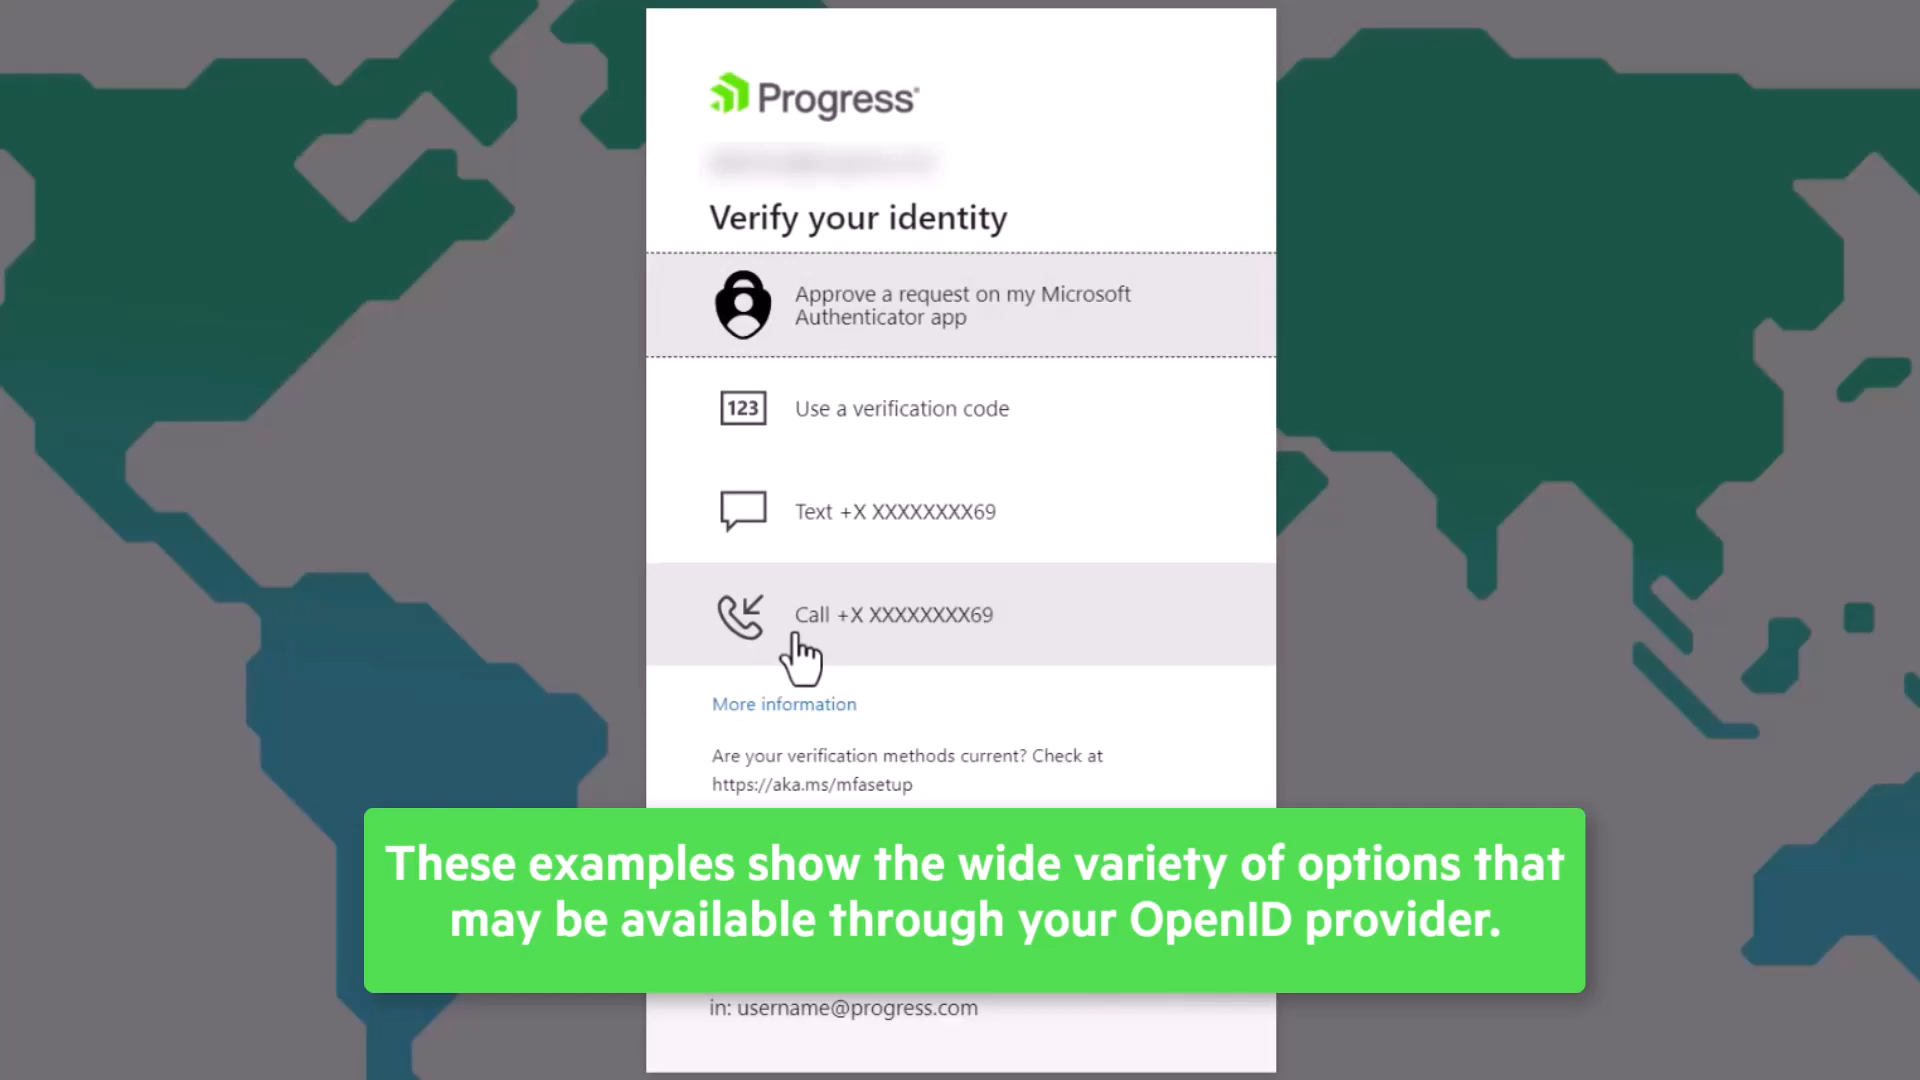 Progress
Verify your identity
Approve a request on my Microsoft
Authenticator app
123
Use a verification code
Text +X XXXXXXXX69
Call +X XXXXXXXX69
More information
Are your verification methods current? Check at
https://aka.ms/mfasetup
These examples show the wide variety of options that
may be available through your OpenID provider.
in: username@progress.com